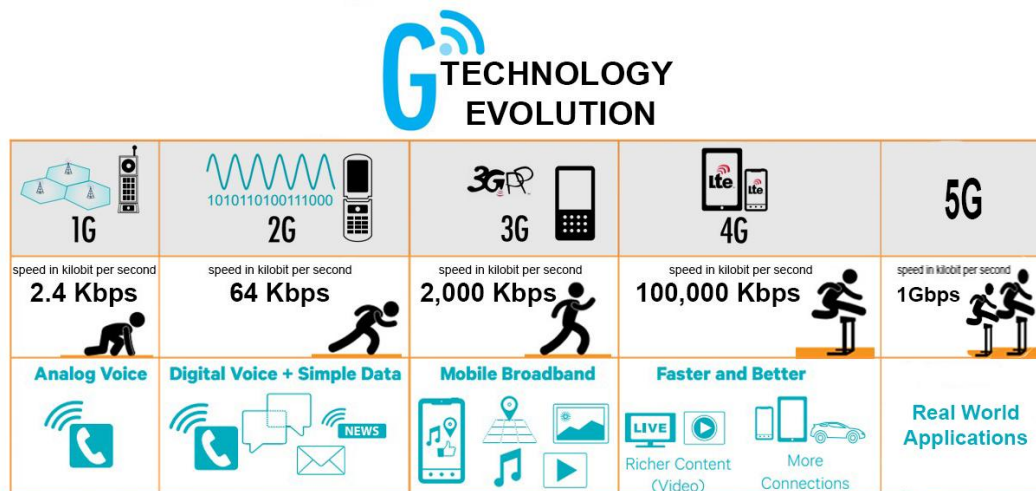 G TECHNOLOGY
EVOLUTION
1G
1010110100111000
2G
3GPP
3G
lte
lte
4G
5G
speed in kilobit per second
2.4 Kbps
speed in kilobit per second
64 Kbps
speed in kilobit per second
2,000 Kbps
speed in kilobit per second
100,000 Kbps
speed in kilobit per second
1Gbps
Analog Voice
Digital Voice + Simple Data
NEWS
Mobile Broadband
Faster and Better
LIVE
Richer Content
(Video)
More
Connections
Real World
Applications